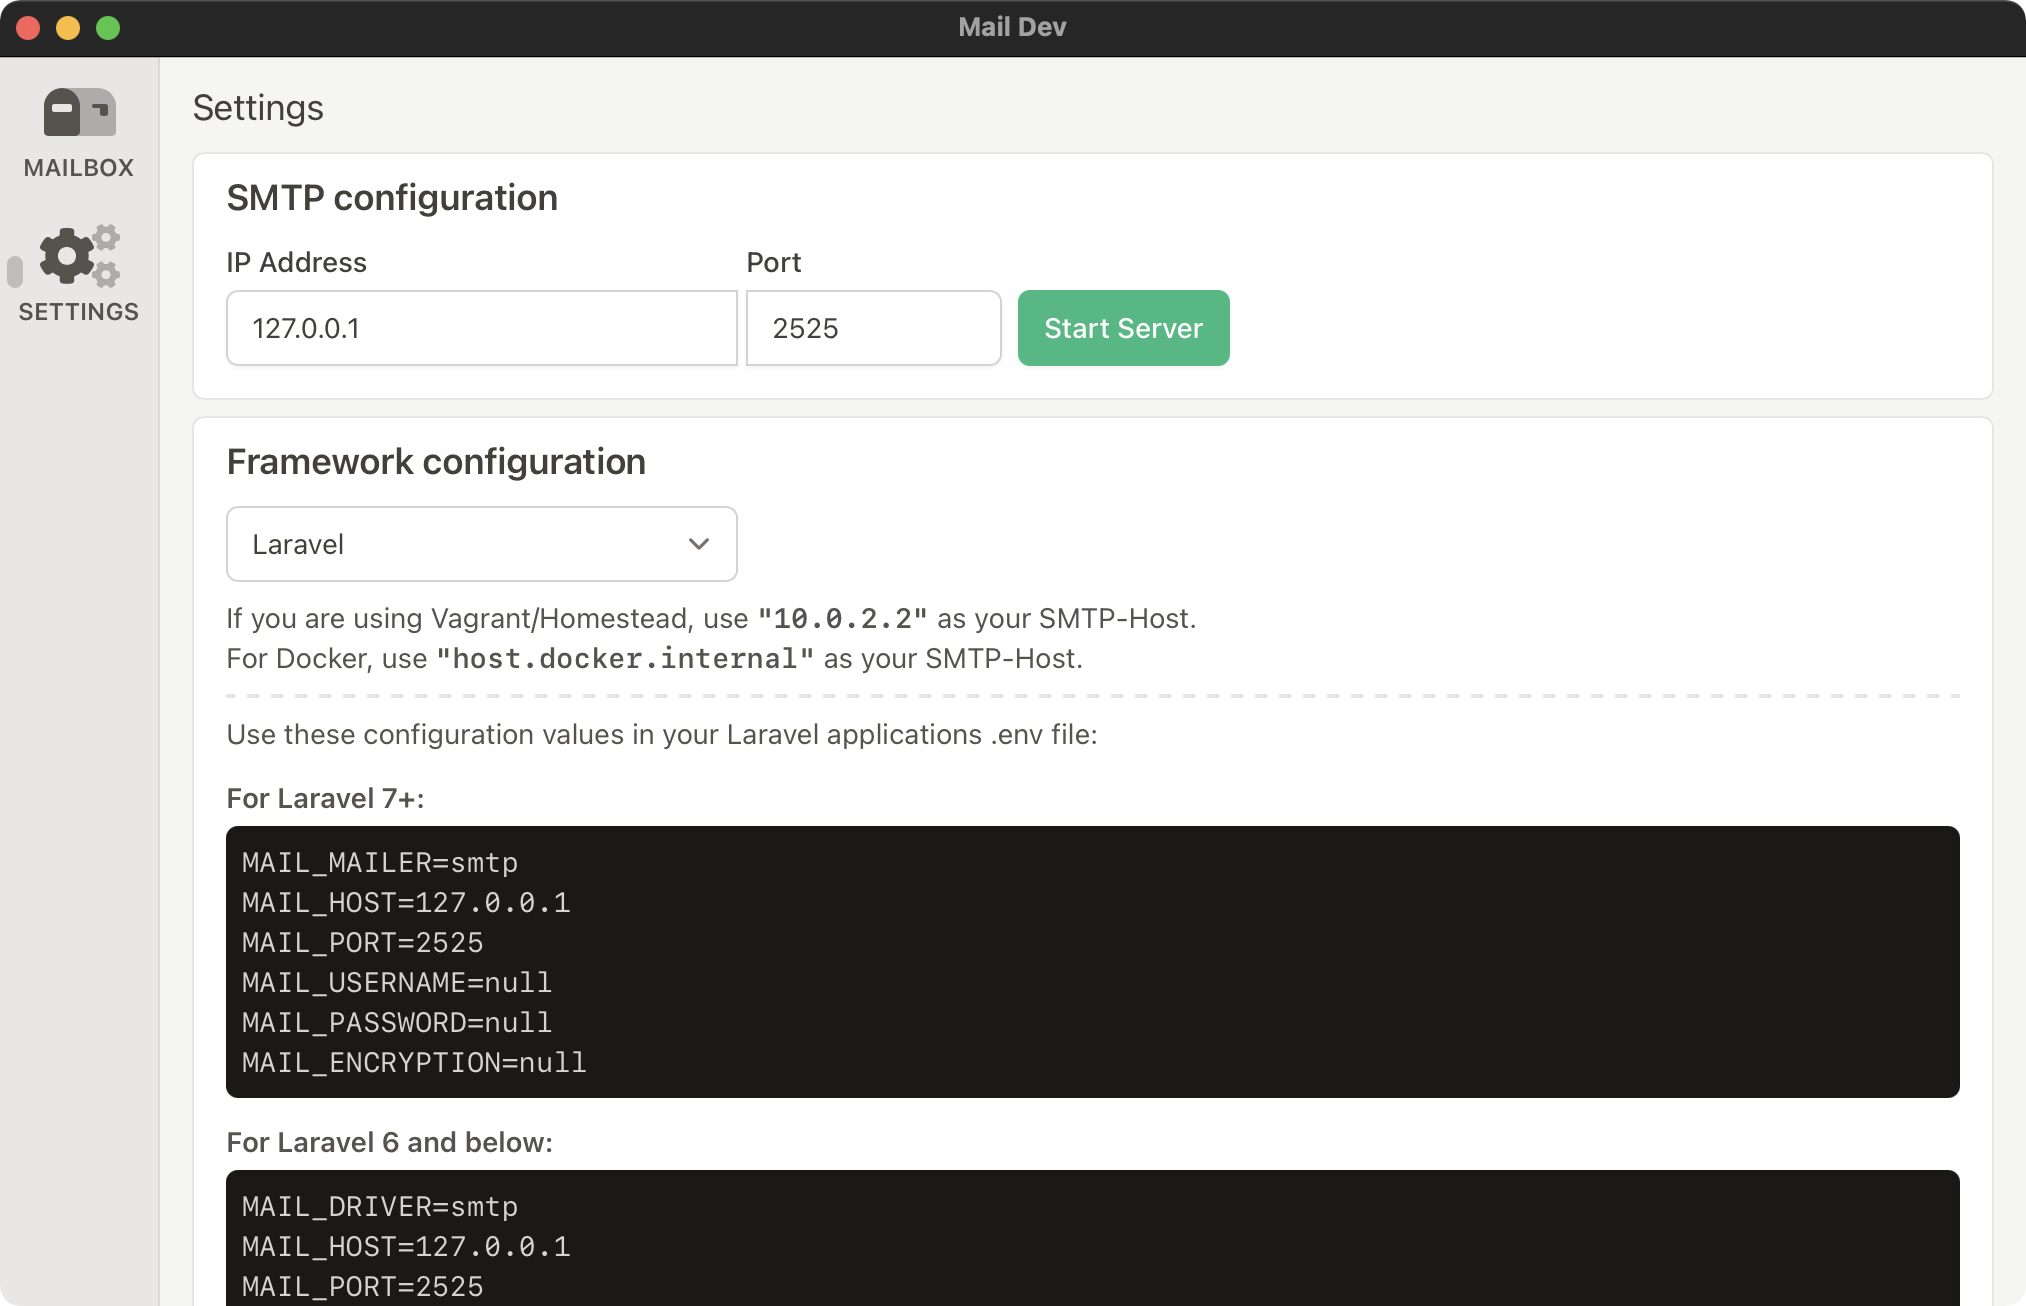 Mail Dev
MAILBOX
SETTINGS
Settings
SMTP configuration
IP Address
Port
127.0.0.1
2525
Start Server
Framework configuration
Laravel
If you are using Vagrant/Homestead, use "10.0.2.2" as your SMTP-Host.
For Docker, use "host.docker.internal" as your SMTP-Host.
Use these configuration values in your Laravel applications .env file:
For Laravel 7+:
MAIL_MAILER=smtp
MAIL_HOST=127.0.0.1
MAIL_PORT=2525
MAIL_USERNAME=null
MAIL_PASSWORD=null
MAIL_ENCRYPTION=null
For Laravel 6 and below:
MAIL_DRIVER=smtp
MAIL_HOST=127.0.0.1
MAIL_PORT=2525